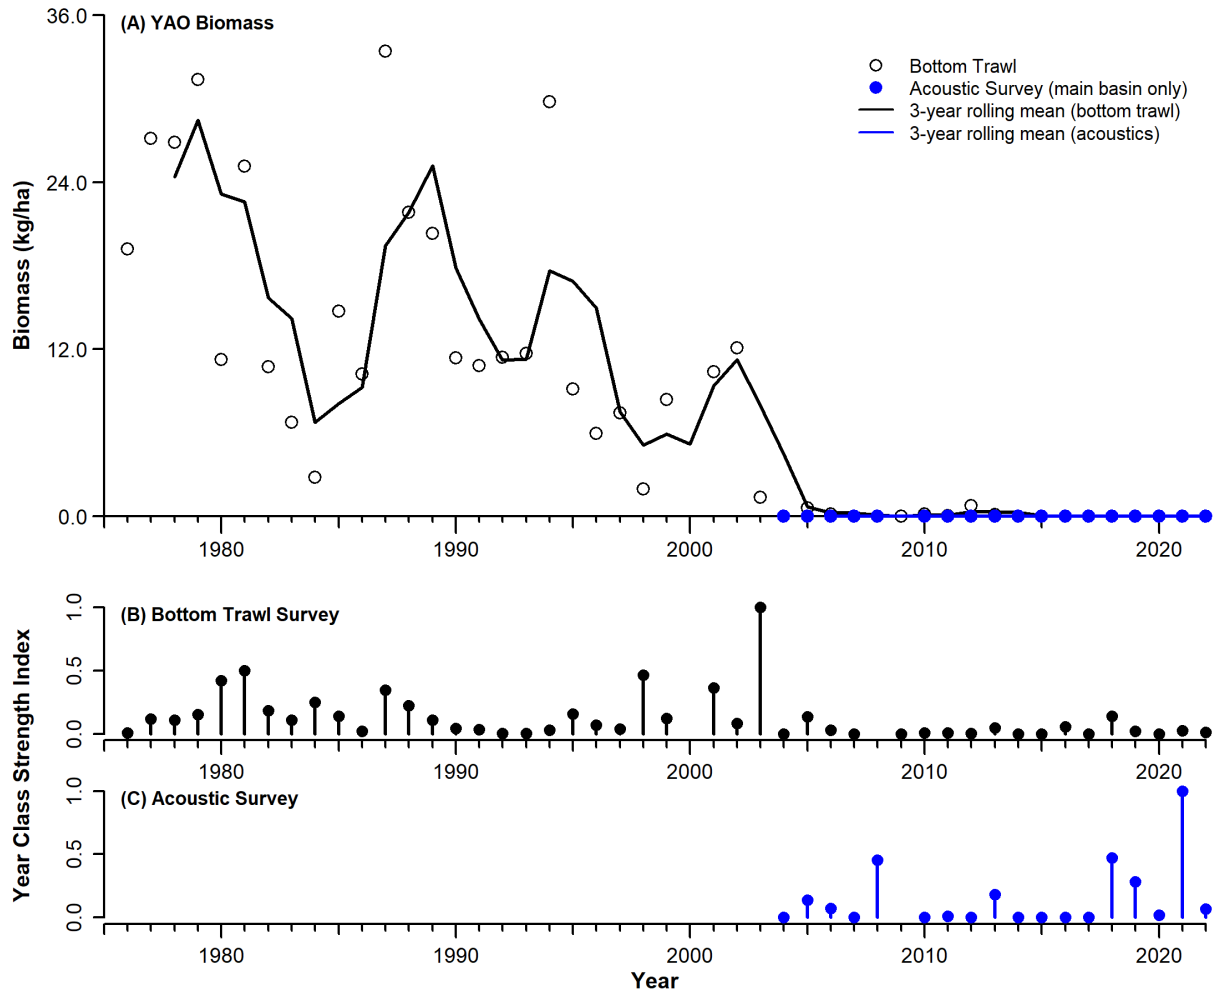 (A) YAO Biomass
36.0
24.0
12.0
0.0
Biomass (kg/ha)
Bottom Trawl
Acoustic Survey (main basin only)
3-year rolling mean (bottom trawl)
3-year rolling mean (acoustics)
1980 1990 2000 2010 2020
(B) Bottom Trawl Survey
1.0
0.5
0.0
1980 1990 2000 2010 2020
Year Class Strength Index
(C) Acoustic Survey
1.0
0.5
0.0
1980 1990 2000 2010 2020
Year